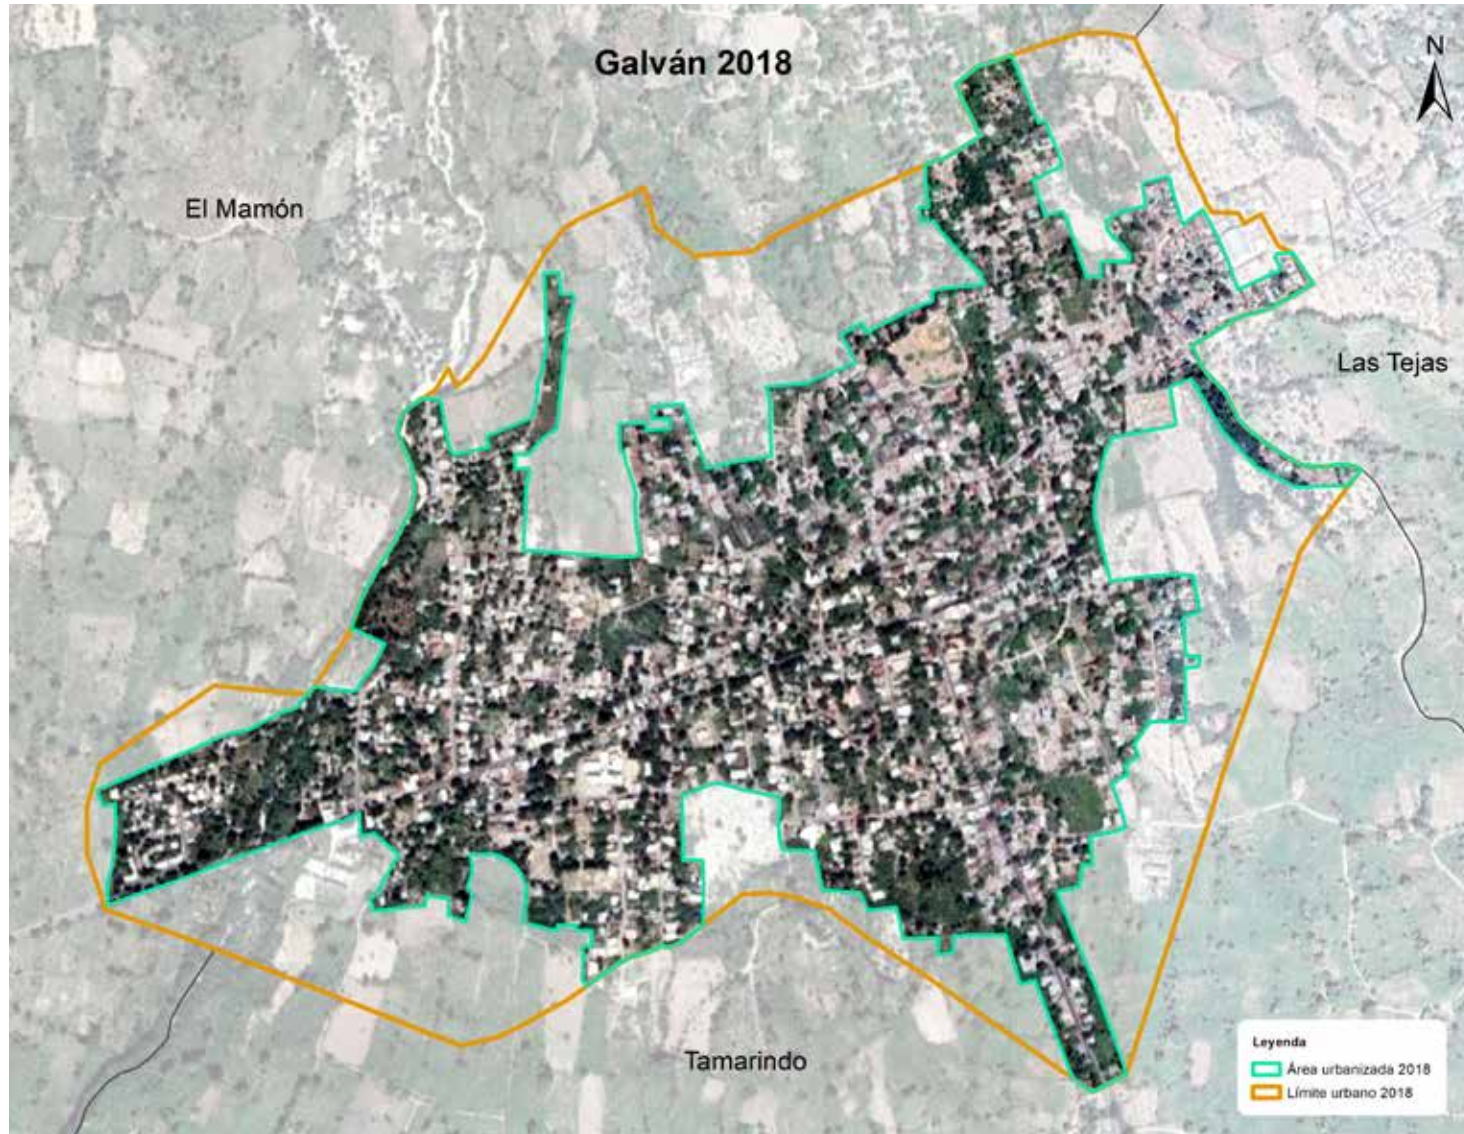 Galván 2018
N
El Mamón
Las Tejas
Tamarindo
Leyenda
Área urbanizada 2018
Límite urbano 2018